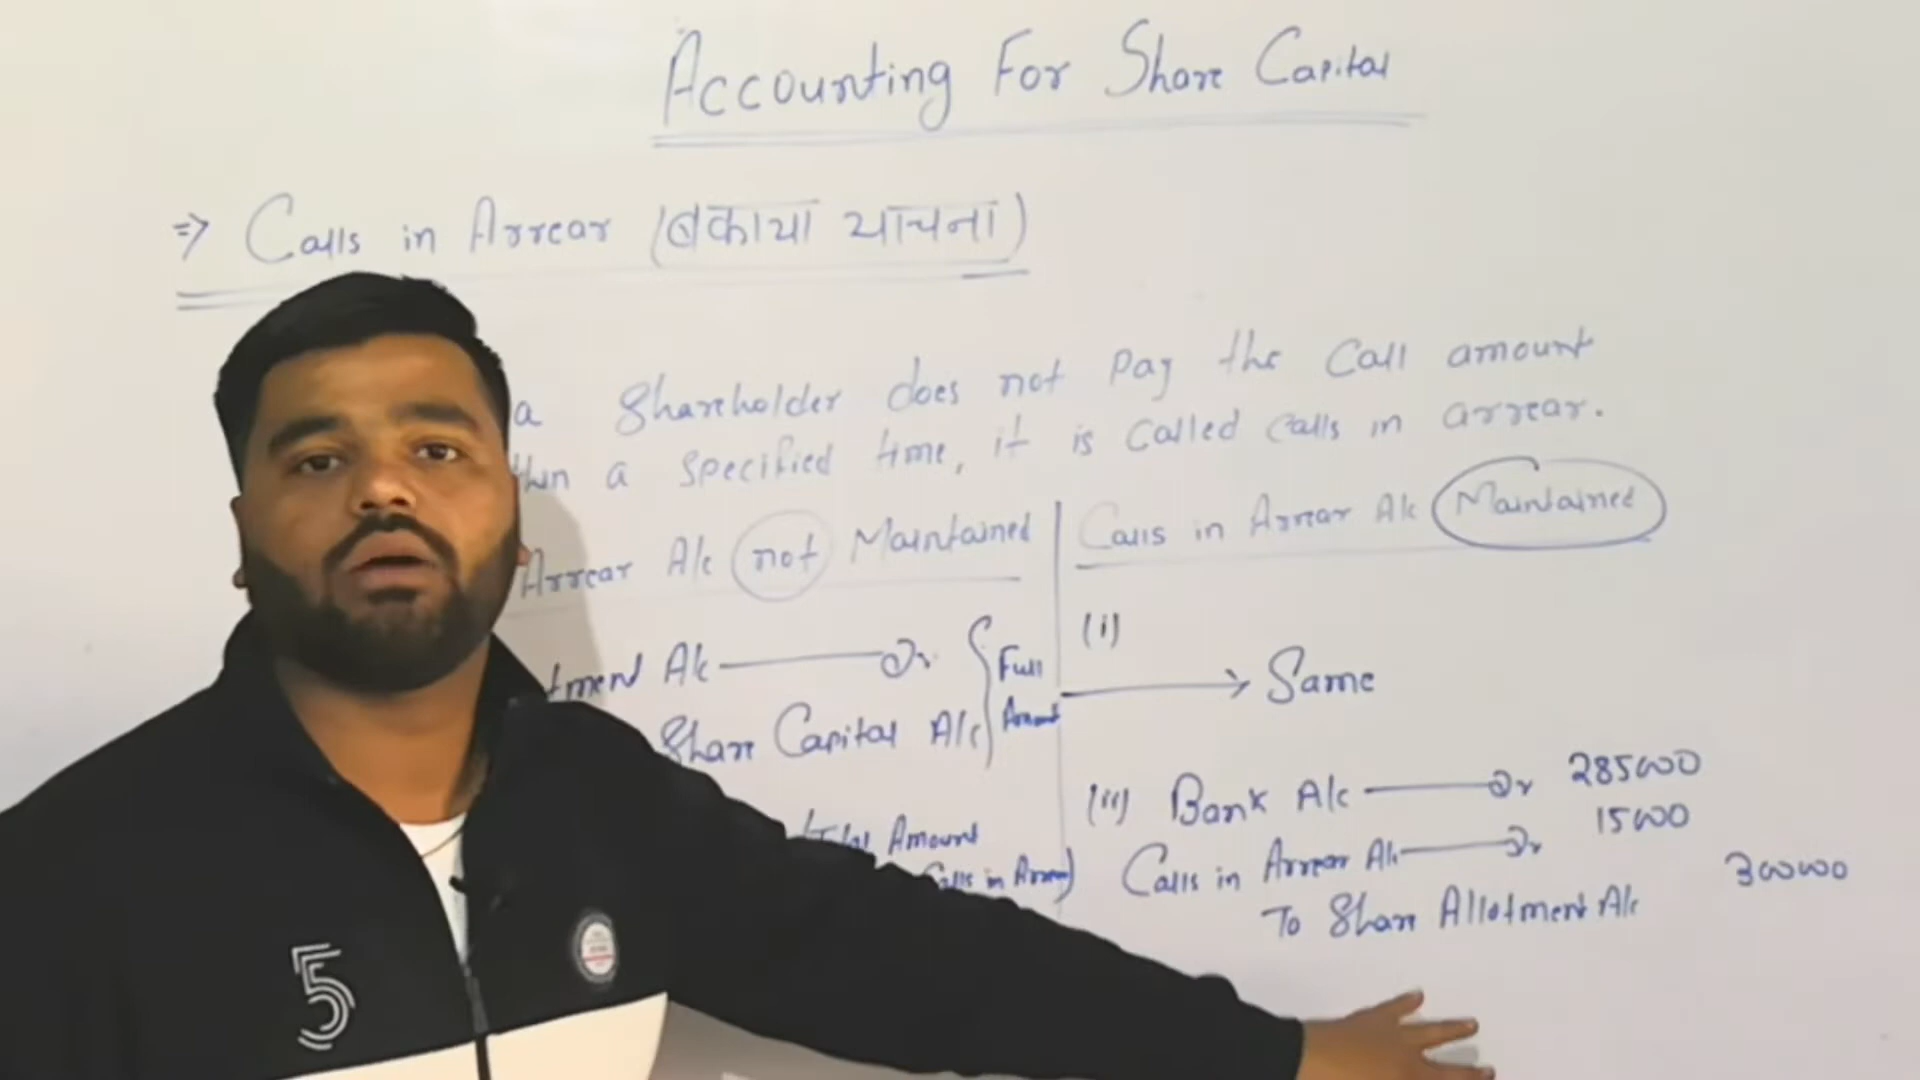 Accounting For Share Capital
=> Calls in Arrear (बकाया याचना)
a Shareholder does not Pay the Call amount
a Specified time, it is Called Calls in arrear.
Arrear A/c not Maintained
Calls in Arrear A/c Maintained
A/c Dr
Share Capital A/c
Full
Amount
(i)
Same
Amount
Calls in Arrear)
(ii) Bank A/c Dr 285000
Calls in Arrear A/c Dr 15000
To Share Allotment A/c 300000
5